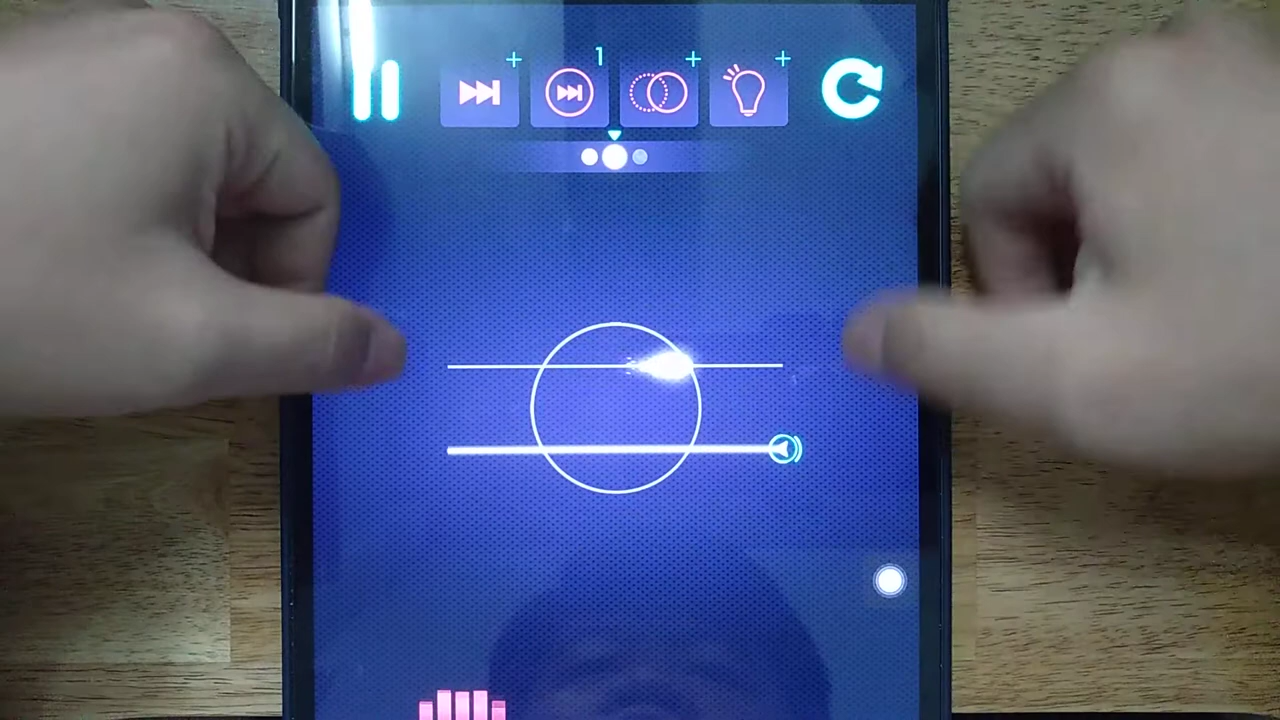 + 1 + +